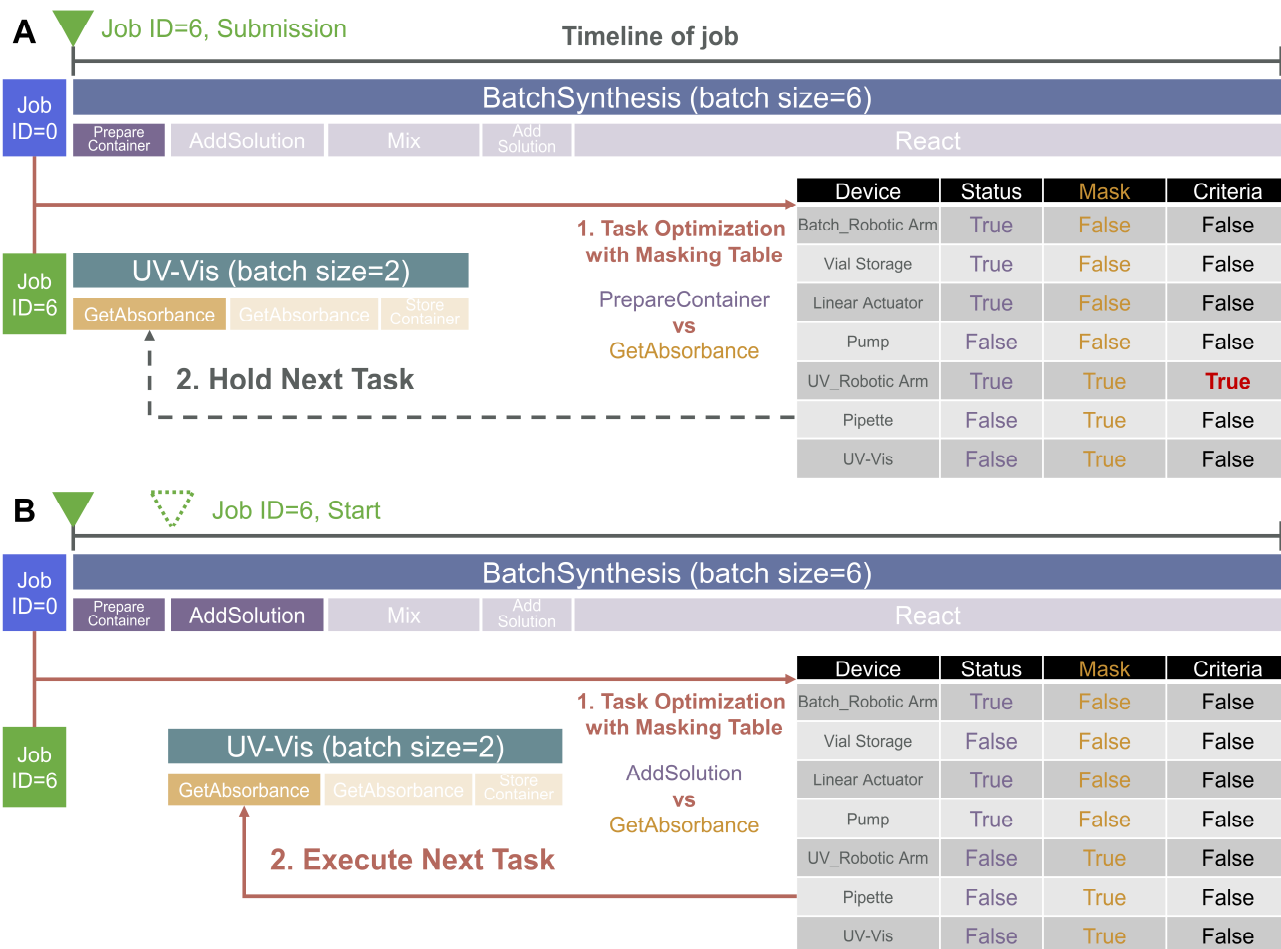 A
Job ID=6, Submission
Timeline of job
Job
ID=0
BatchSynthesis (batch size=6)
Prepare
Container
AddSolution
Mix
Add
Solution
React
Job
ID=6
UV-Vis (batch size=2)
GetAbsorbance
GetAbsorbance
Store
Container
2. Hold Next Task
1. Task Optimization
with Masking Table
PrepareContainer
vs
GetAbsorbance
Device Status Mask Criteria
Batch_Robotic Arm True False False
Vial Storage True False False
Linear Actuator True False False
Pump False False False
UV_Robotic Arm True True True
Pipette False True False
UV-Vis False True False
B
Job ID=6, Start
Job
ID=0
BatchSynthesis (batch size=6)
Prepare
Container
AddSolution
Mix
Add
Solution
React
Job
ID=6
UV-Vis (batch size=2)
GetAbsorbance
GetAbsorbance
Store
Container
2. Execute Next Task
1. Task Optimization
with Masking Table
AddSolution
vs
GetAbsorbance
Device Status Mask Criteria
Batch_Robotic Arm True False False
Vial Storage False False False
Linear Actuator True False False
Pump True False False
UV_Robotic Arm False True False
Pipette False True False
UV-Vis False True False